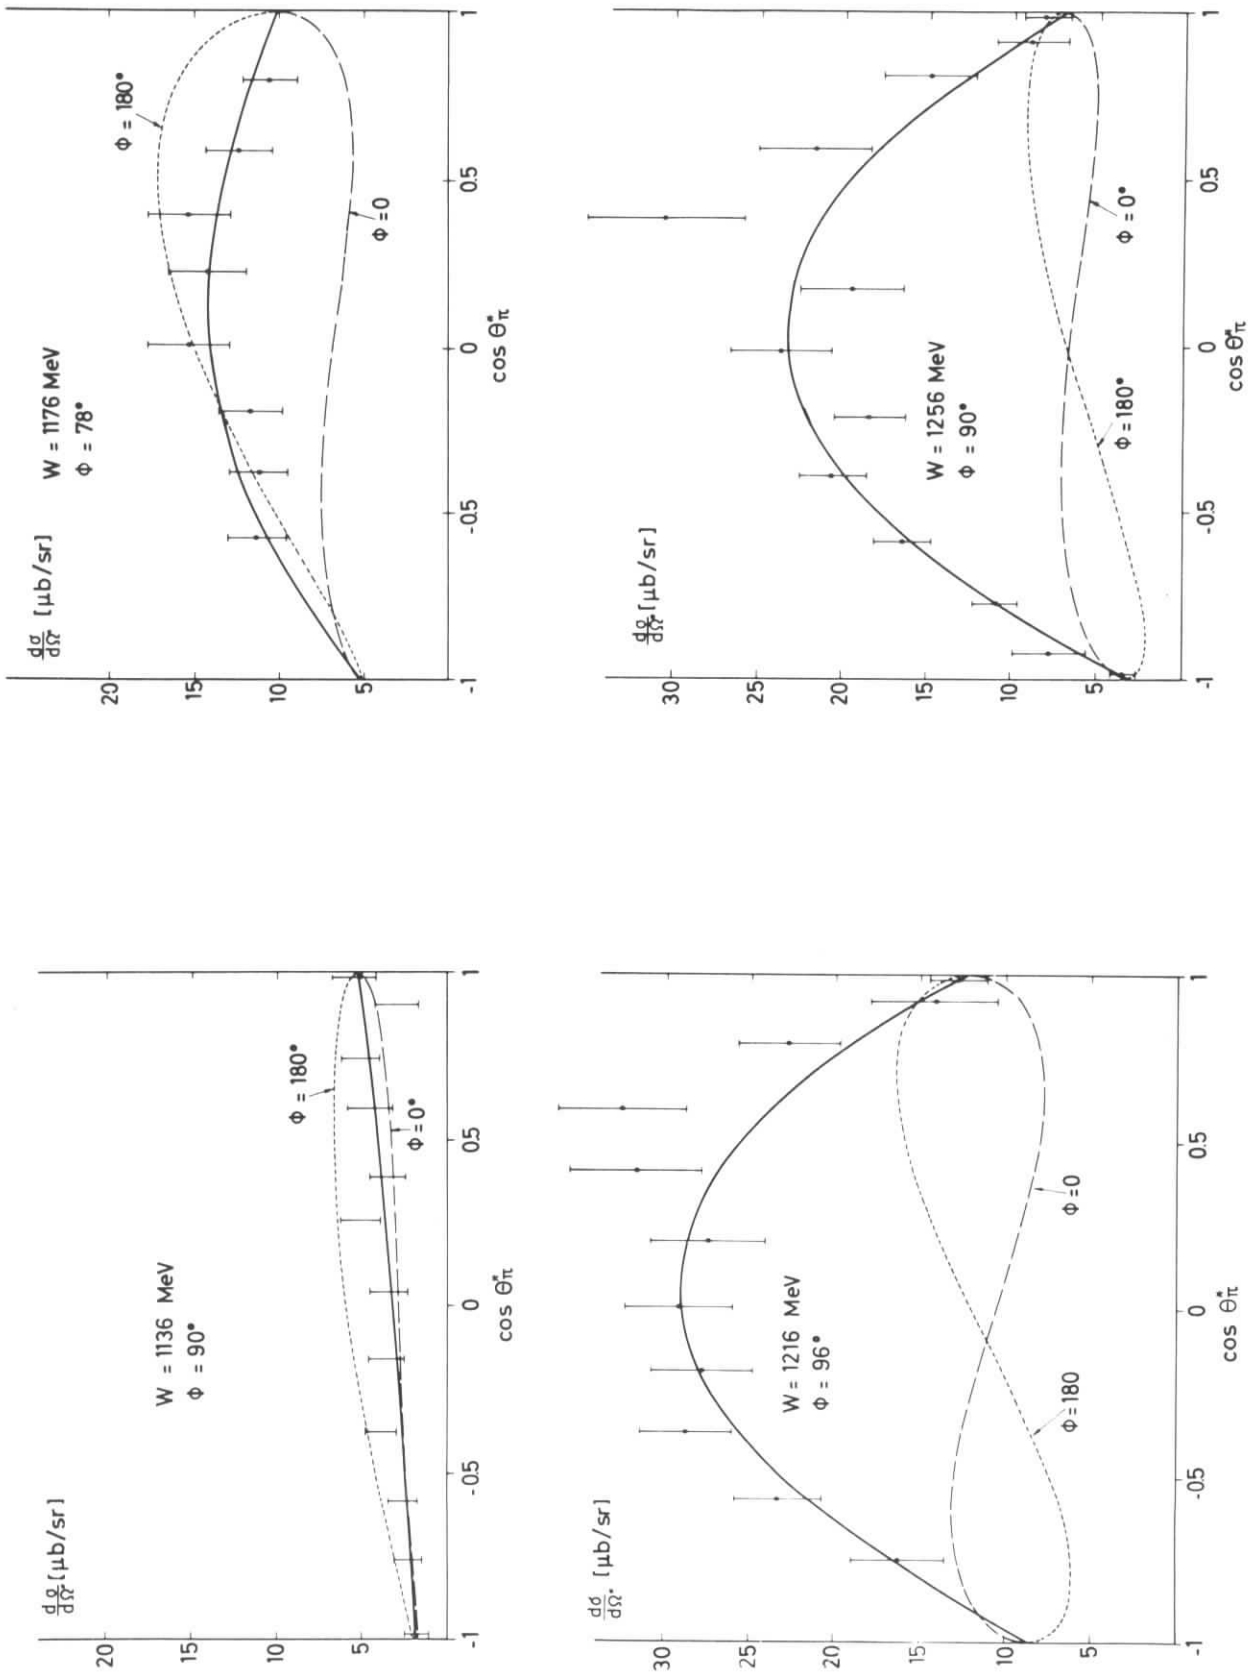 dσ/dΩ* [μb/sr]
W = 1136 MeV
Φ = 90°
Φ = 180°
Φ = 0°
20
15
10
5
-1
-0.5
0
0.5
1
cos Θ*π
dσ/dΩ* [μb/sr]
W = 1176 MeV
Φ = 78°
Φ = 180°
Φ = 0
20
15
10
5
-1
-0.5
0
0.5
1
cos Θ*π
dσ/dΩ* [μb/sr]
W = 1216 MeV
Φ = 96°
Φ = 180
Φ = 0
30
25
20
15
10
5
-1
-0.5
0
0.5
1
cos Θ*π
dσ/dΩ* [μb/sr]
W = 1256 MeV
Φ = 90°
Φ = 180°
Φ = 0°
30
25
20
15
10
5
-1
-0.5
0
0.5
1
cos Θ*π